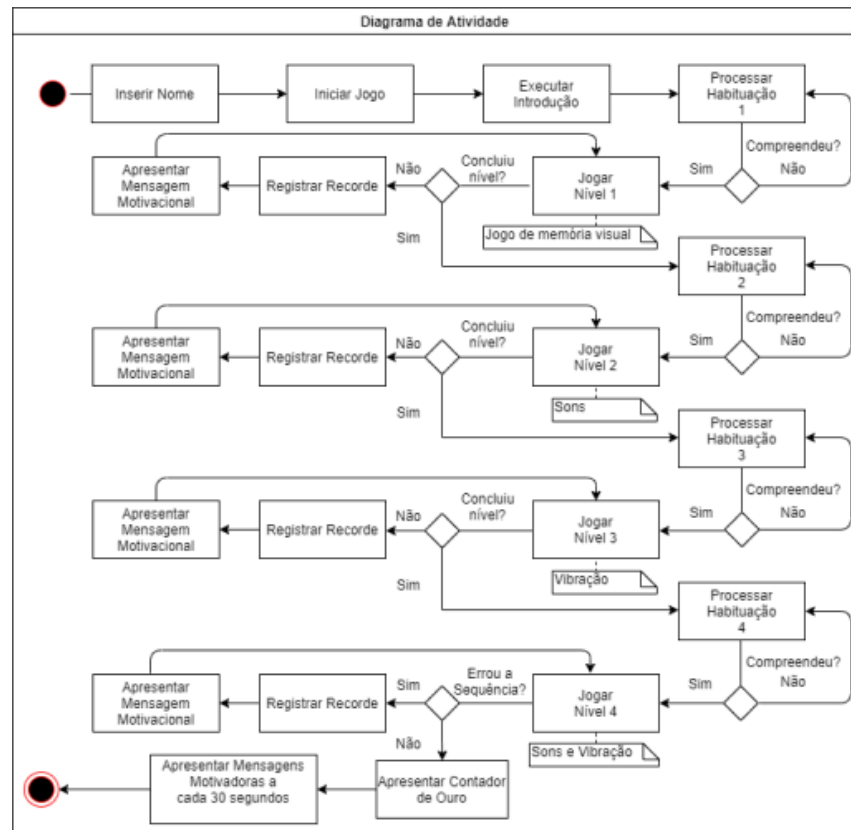 Diagrama de Atividade
Inserir Nome
Iniciar Jogo
Executar
Introdução
Processar
Habituação
1
Compreendeu?
Sim
Não
Jogar
Nível 1
Jogo de memória visual
Concluiu
nível?
Não
Sim
Registrar Recorde
Apresentar
Mensagem
Motivacional
Processar
Habituação
2
Compreendeu?
Sim
Não
Jogar
Nível 2
Sons
Concluiu
nível?
Não
Sim
Registrar Recorde
Apresentar
Mensagem
Motivacional
Processar
Habituação
3
Compreendeu?
Sim
Não
Jogar
Nível 3
Vibração
Concluiu
nível?
Não
Sim
Registrar Recorde
Apresentar
Mensagem
Motivacional
Processar
Habituação
4
Compreendeu?
Sim
Não
Jogar
Nível 4
Sons e Vibração
Errou a
Sequência?
Sim
Não
Registrar Recorde
Apresentar
Mensagem
Motivacional
Apresentar Contador
de Ouro
Apresentar Mensagens
Motivadoras a
cada 30 segundos